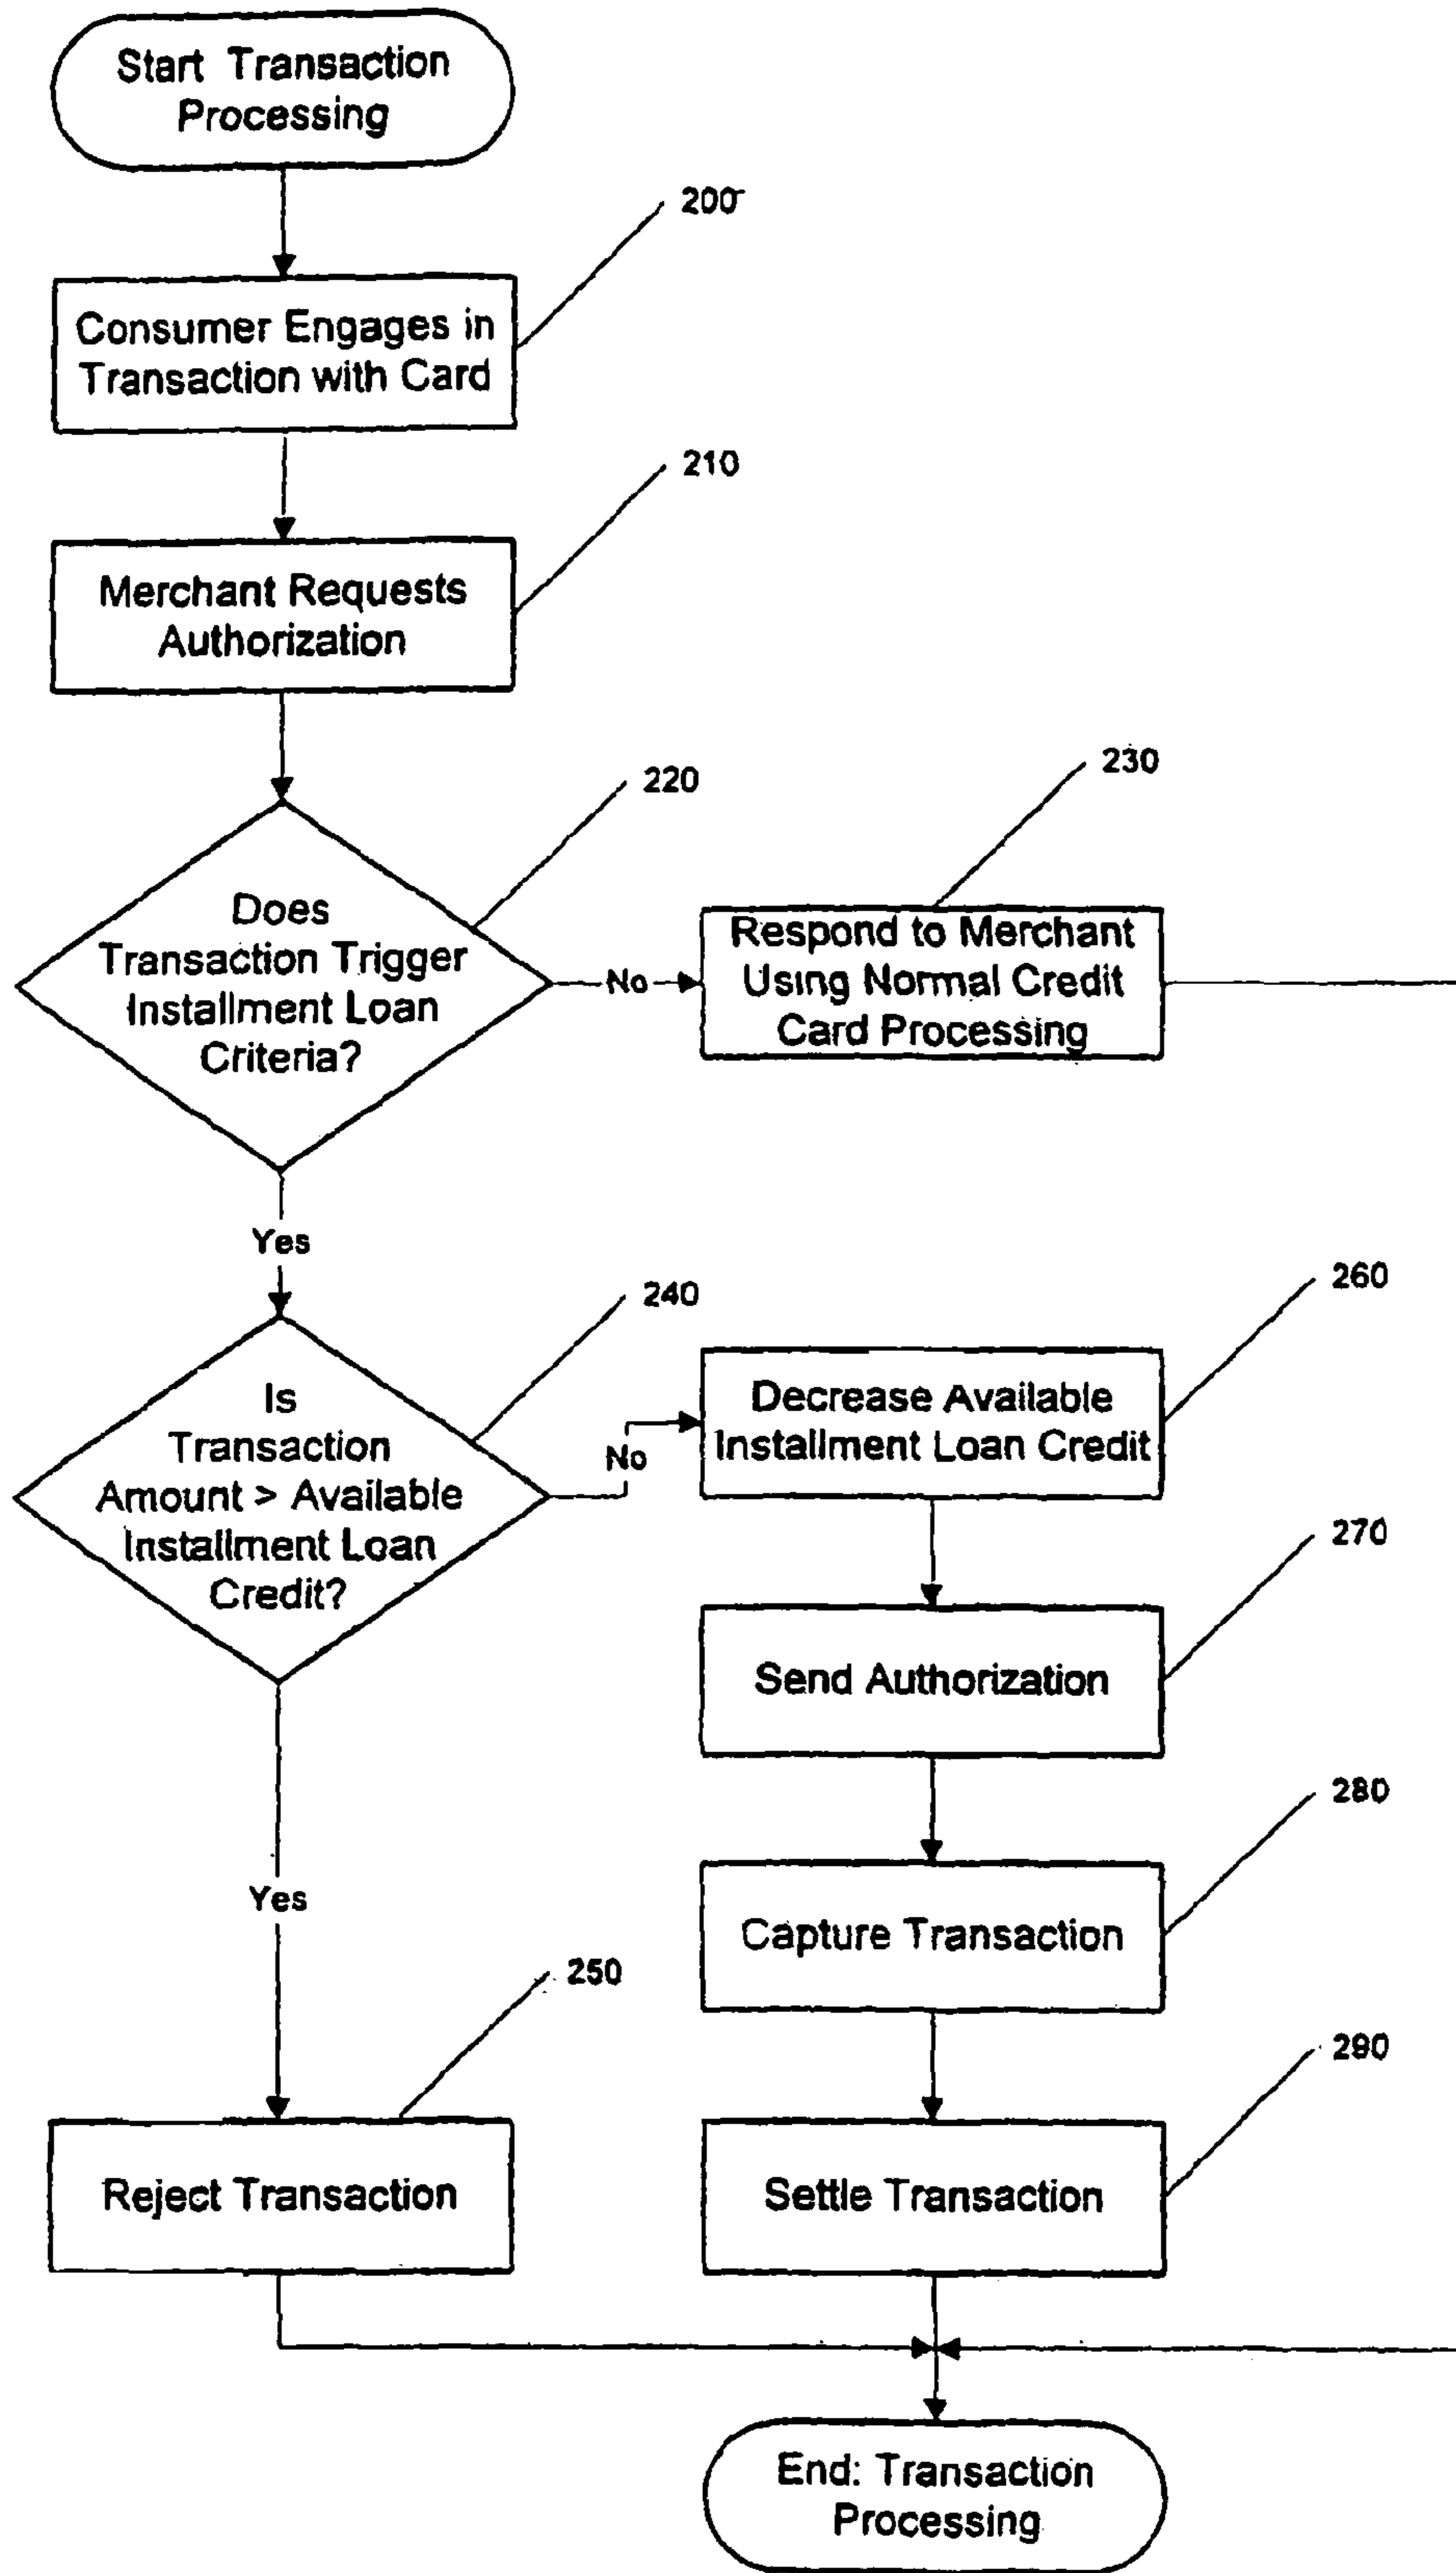 Start Transaction
Processing
200
Consumer Engages in
Transaction with Card
210
Merchant Requests
Authorization
220
Does
Transaction Trigger
Installment Loan
Criteria?
No
230
Respond to Merchant
Using Normal Credit
Card Processing
Yes
240
Is
Transaction
Amount > Available
Installment Loan
Credit?
No
260
Decrease Available
Installment Loan Credit
270
Send Authorization
280
Capture Transaction
Yes
250
Reject Transaction
290
Settle Transaction
End: Transaction
Processing